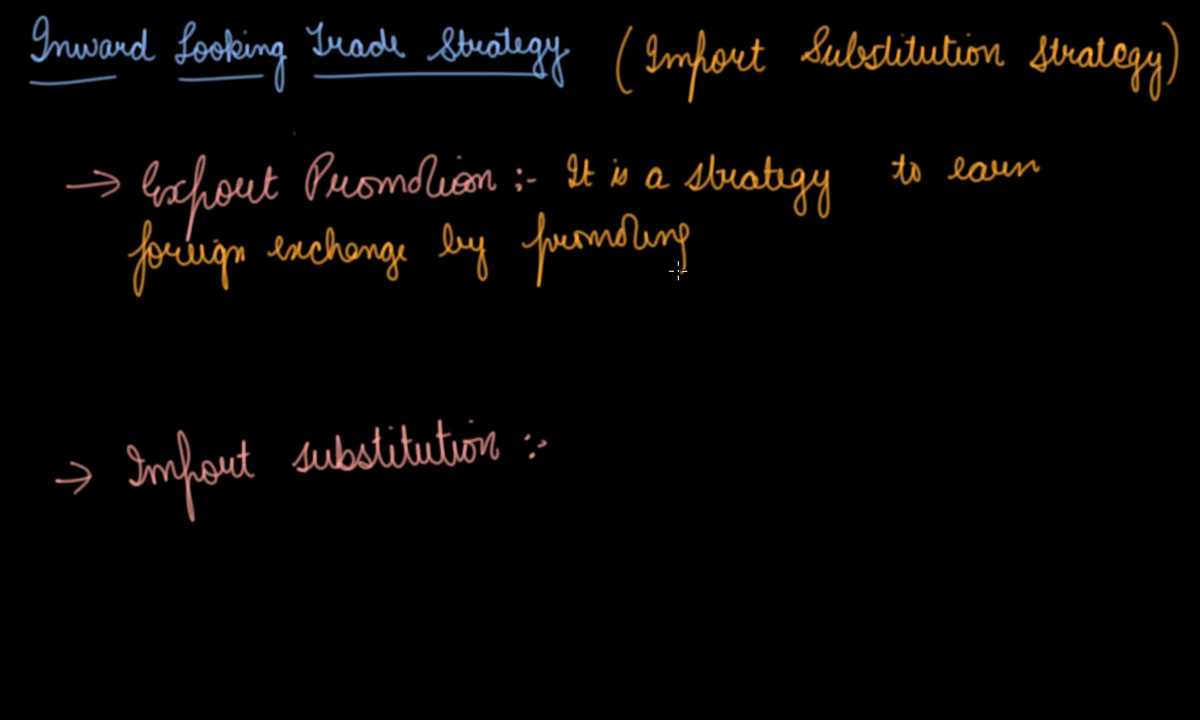 Inward Looking Trade Strategy (Import Substitution Strategy)
→ Export Promotion :- It is a strategy to earn
foreign exchange by promoting
→ Import substitution :-